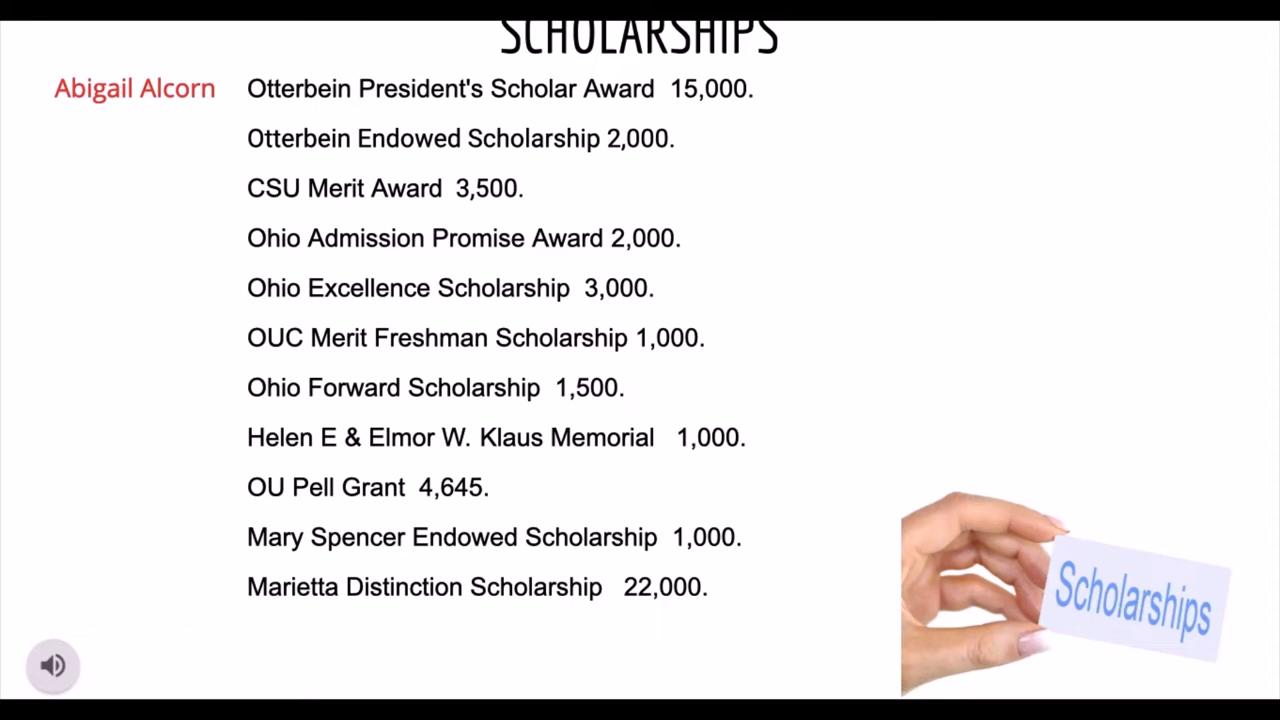 SCHOLARSHIPS
Abigail Alcorn Otterbein President's Scholar Award 15,000.
Otterbein Endowed Scholarship 2,000.
CSU Merit Award 3,500.
Ohio Admission Promise Award 2,000.
Ohio Excellence Scholarship 3,000.
OUC Merit Freshman Scholarship 1,000.
Ohio Forward Scholarship 1,500.
Helen E & Elmor W. Klaus Memorial 1,000.
OU Pell Grant 4,645.
Mary Spencer Endowed Scholarship 1,000.
Marietta Distinction Scholarship 22,000.
Scholarships